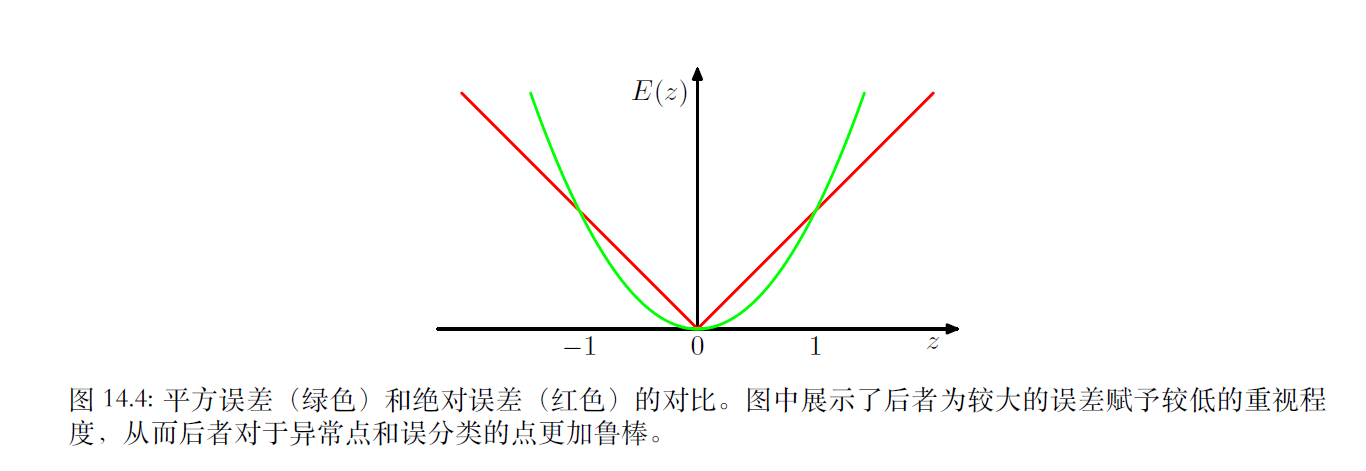 E(z)
−1
0
1
z
图 14.4: 平方误差（绿色）和绝对误差（红色）的对比。图中展示了后者为较大的误差赋予较低的重视程
度，从而后者对于异常点和误分类的点更加鲁棒。